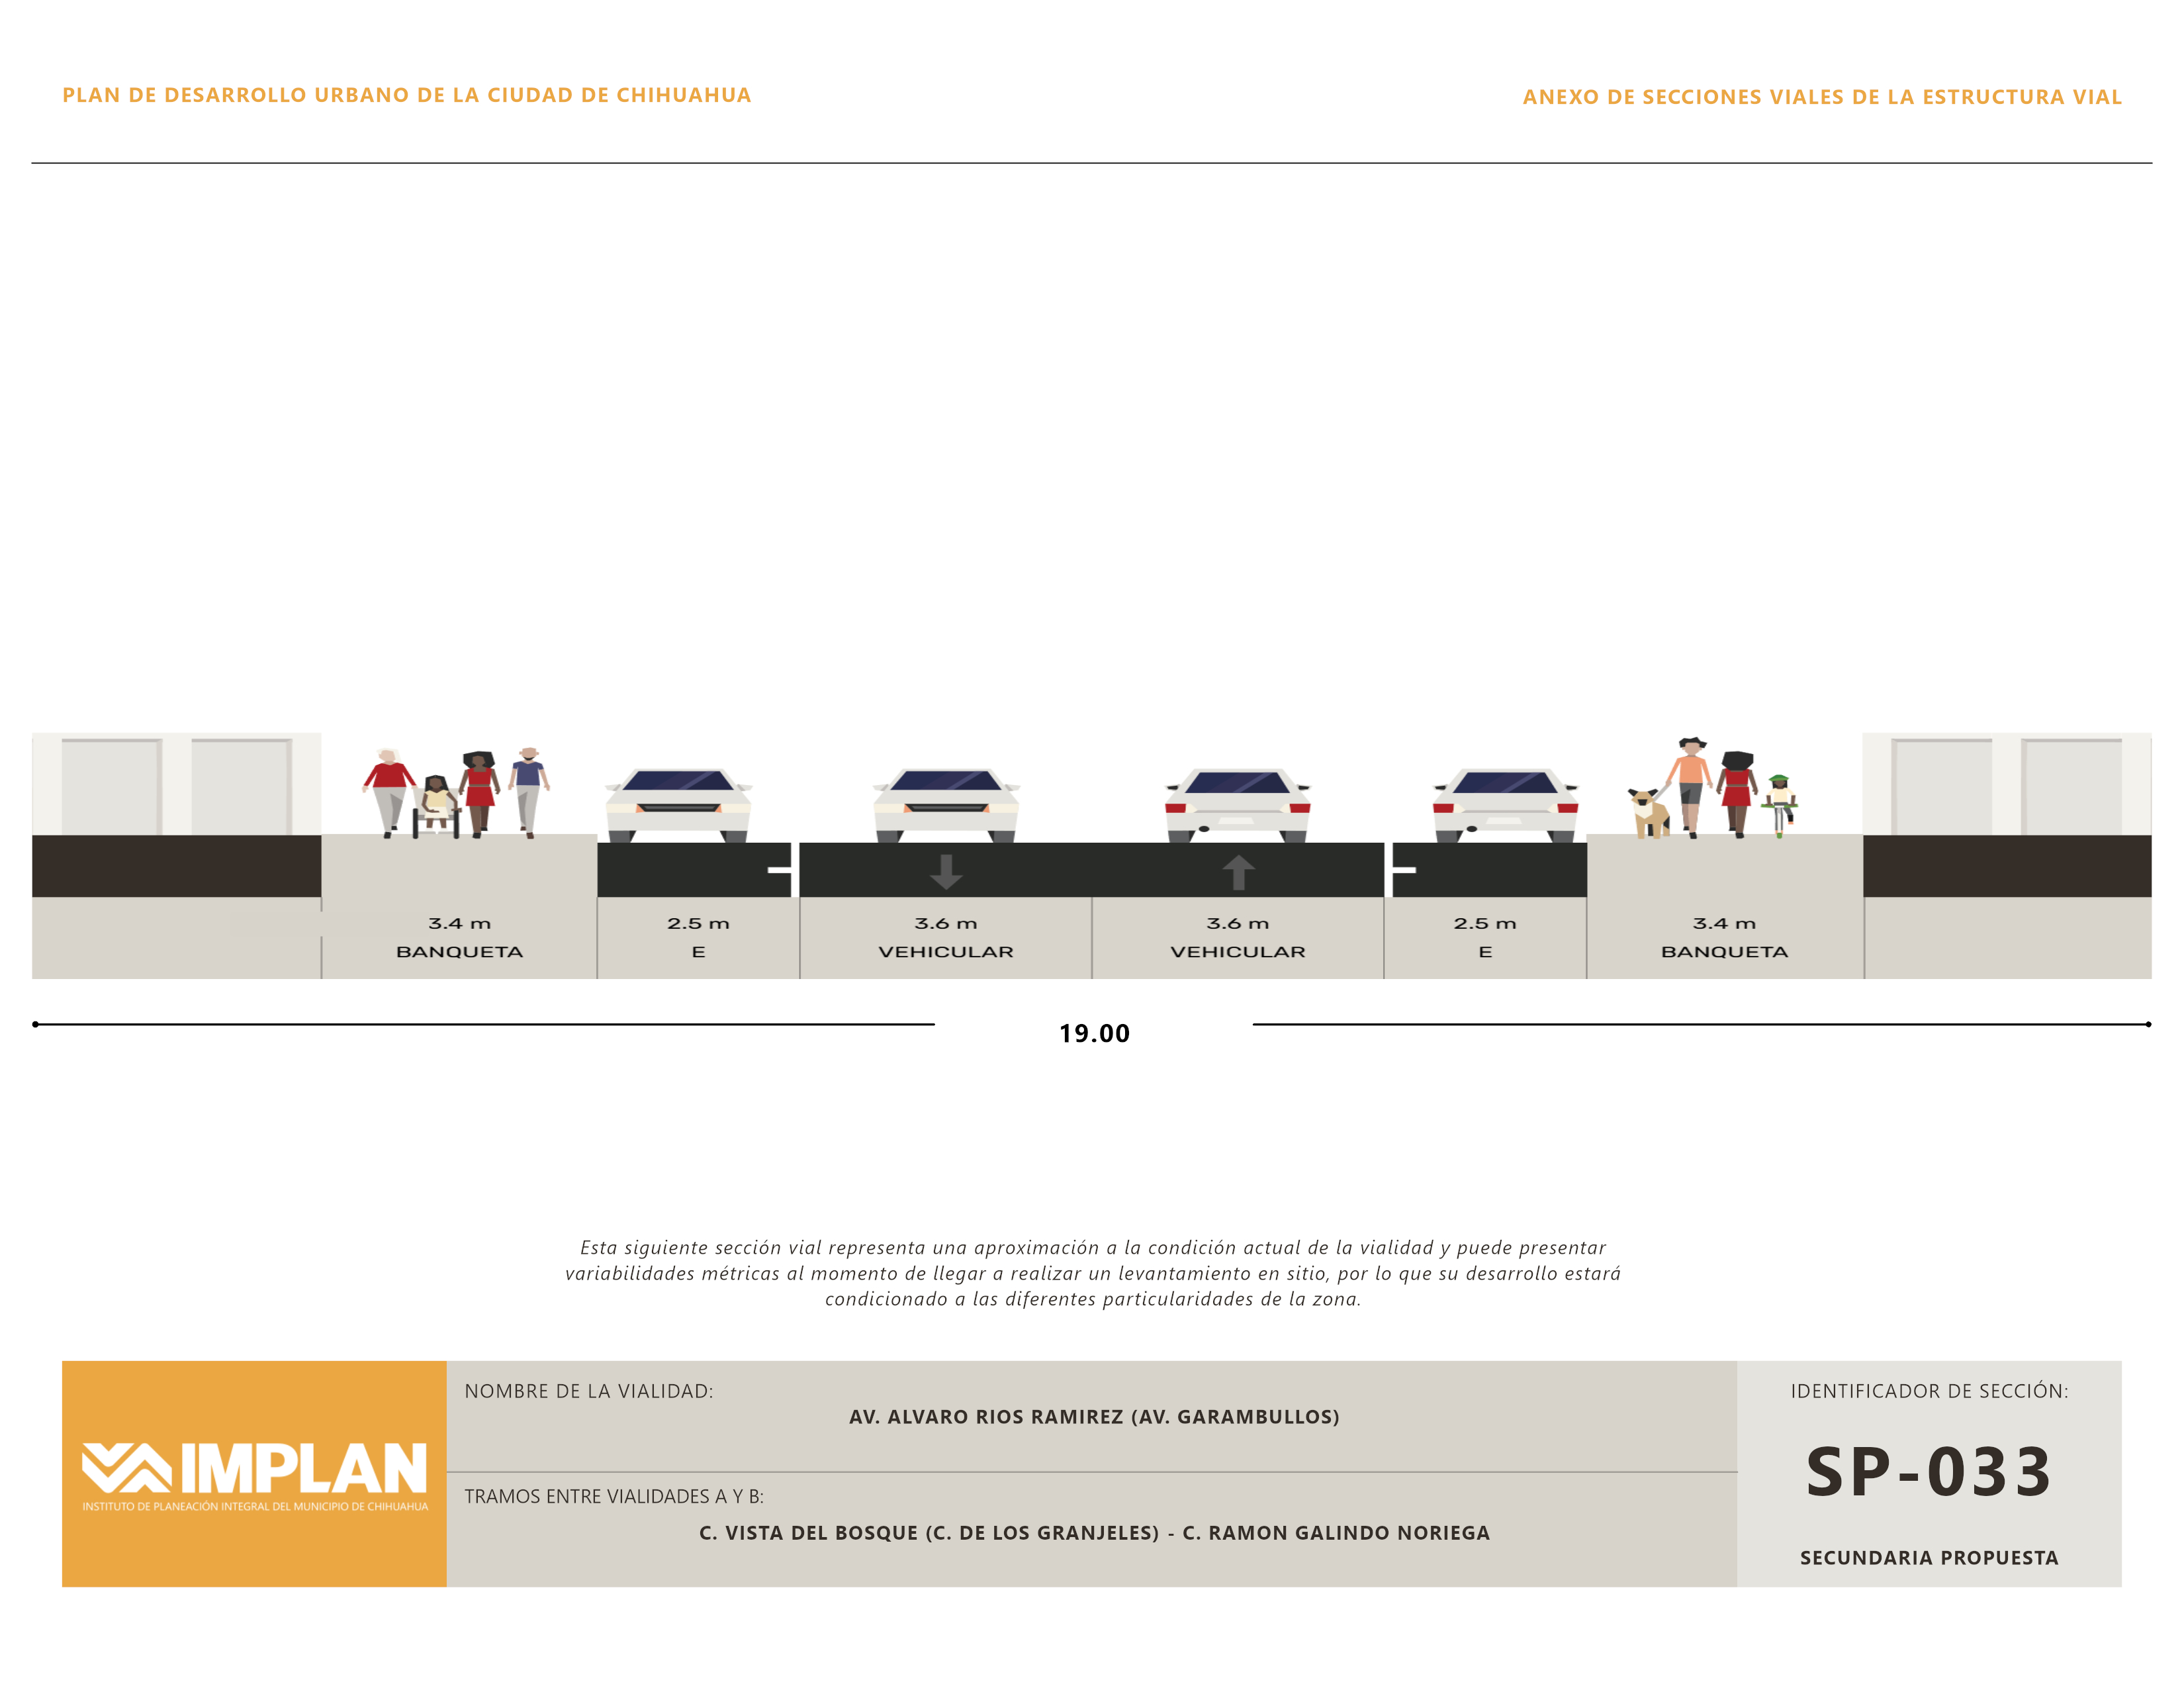 PLAN DE DESARROLLO URBANO DE LA CIUDAD DE CHIHUAHUA
ANEXO DE SECCIONES VIALES DE LA ESTRUCTURA VIAL
3.4 m
2.5 m
3.6 m
3.6 m
2.5 m
3.4 m
BANQUETA
E
VEHICULAR
VEHICULAR
E
BANQUETA
19.00
Esta siguiente sección vial representa una aproximación a la condición actual de la vialidad y puede presentar
variabilidades métricas al momento de llegar a realizar un levantamiento en sitio, por lo que su desarrollo estará
condicionado a las diferentes particularidades de la zona.
IMPLAN
INSTITUTO DE PLANEACIÓN INTEGRAL DEL MUNICIPIO DE CHIHUAHUA
NOMBRE DE LA VIALIDAD:
AV. ALVARO RIOS RAMIREZ (AV. GARAMBULLOS)
TRAMOS ENTRE VIALIDADES A Y B:
C. VISTA DEL BOSQUE (C. DE LOS GRANJELES) - C. RAMON GALINDO NORIEGA
IDENTIFICADOR DE SECCIÓN:
SP-033
SECUNDARIA PROPUESTA